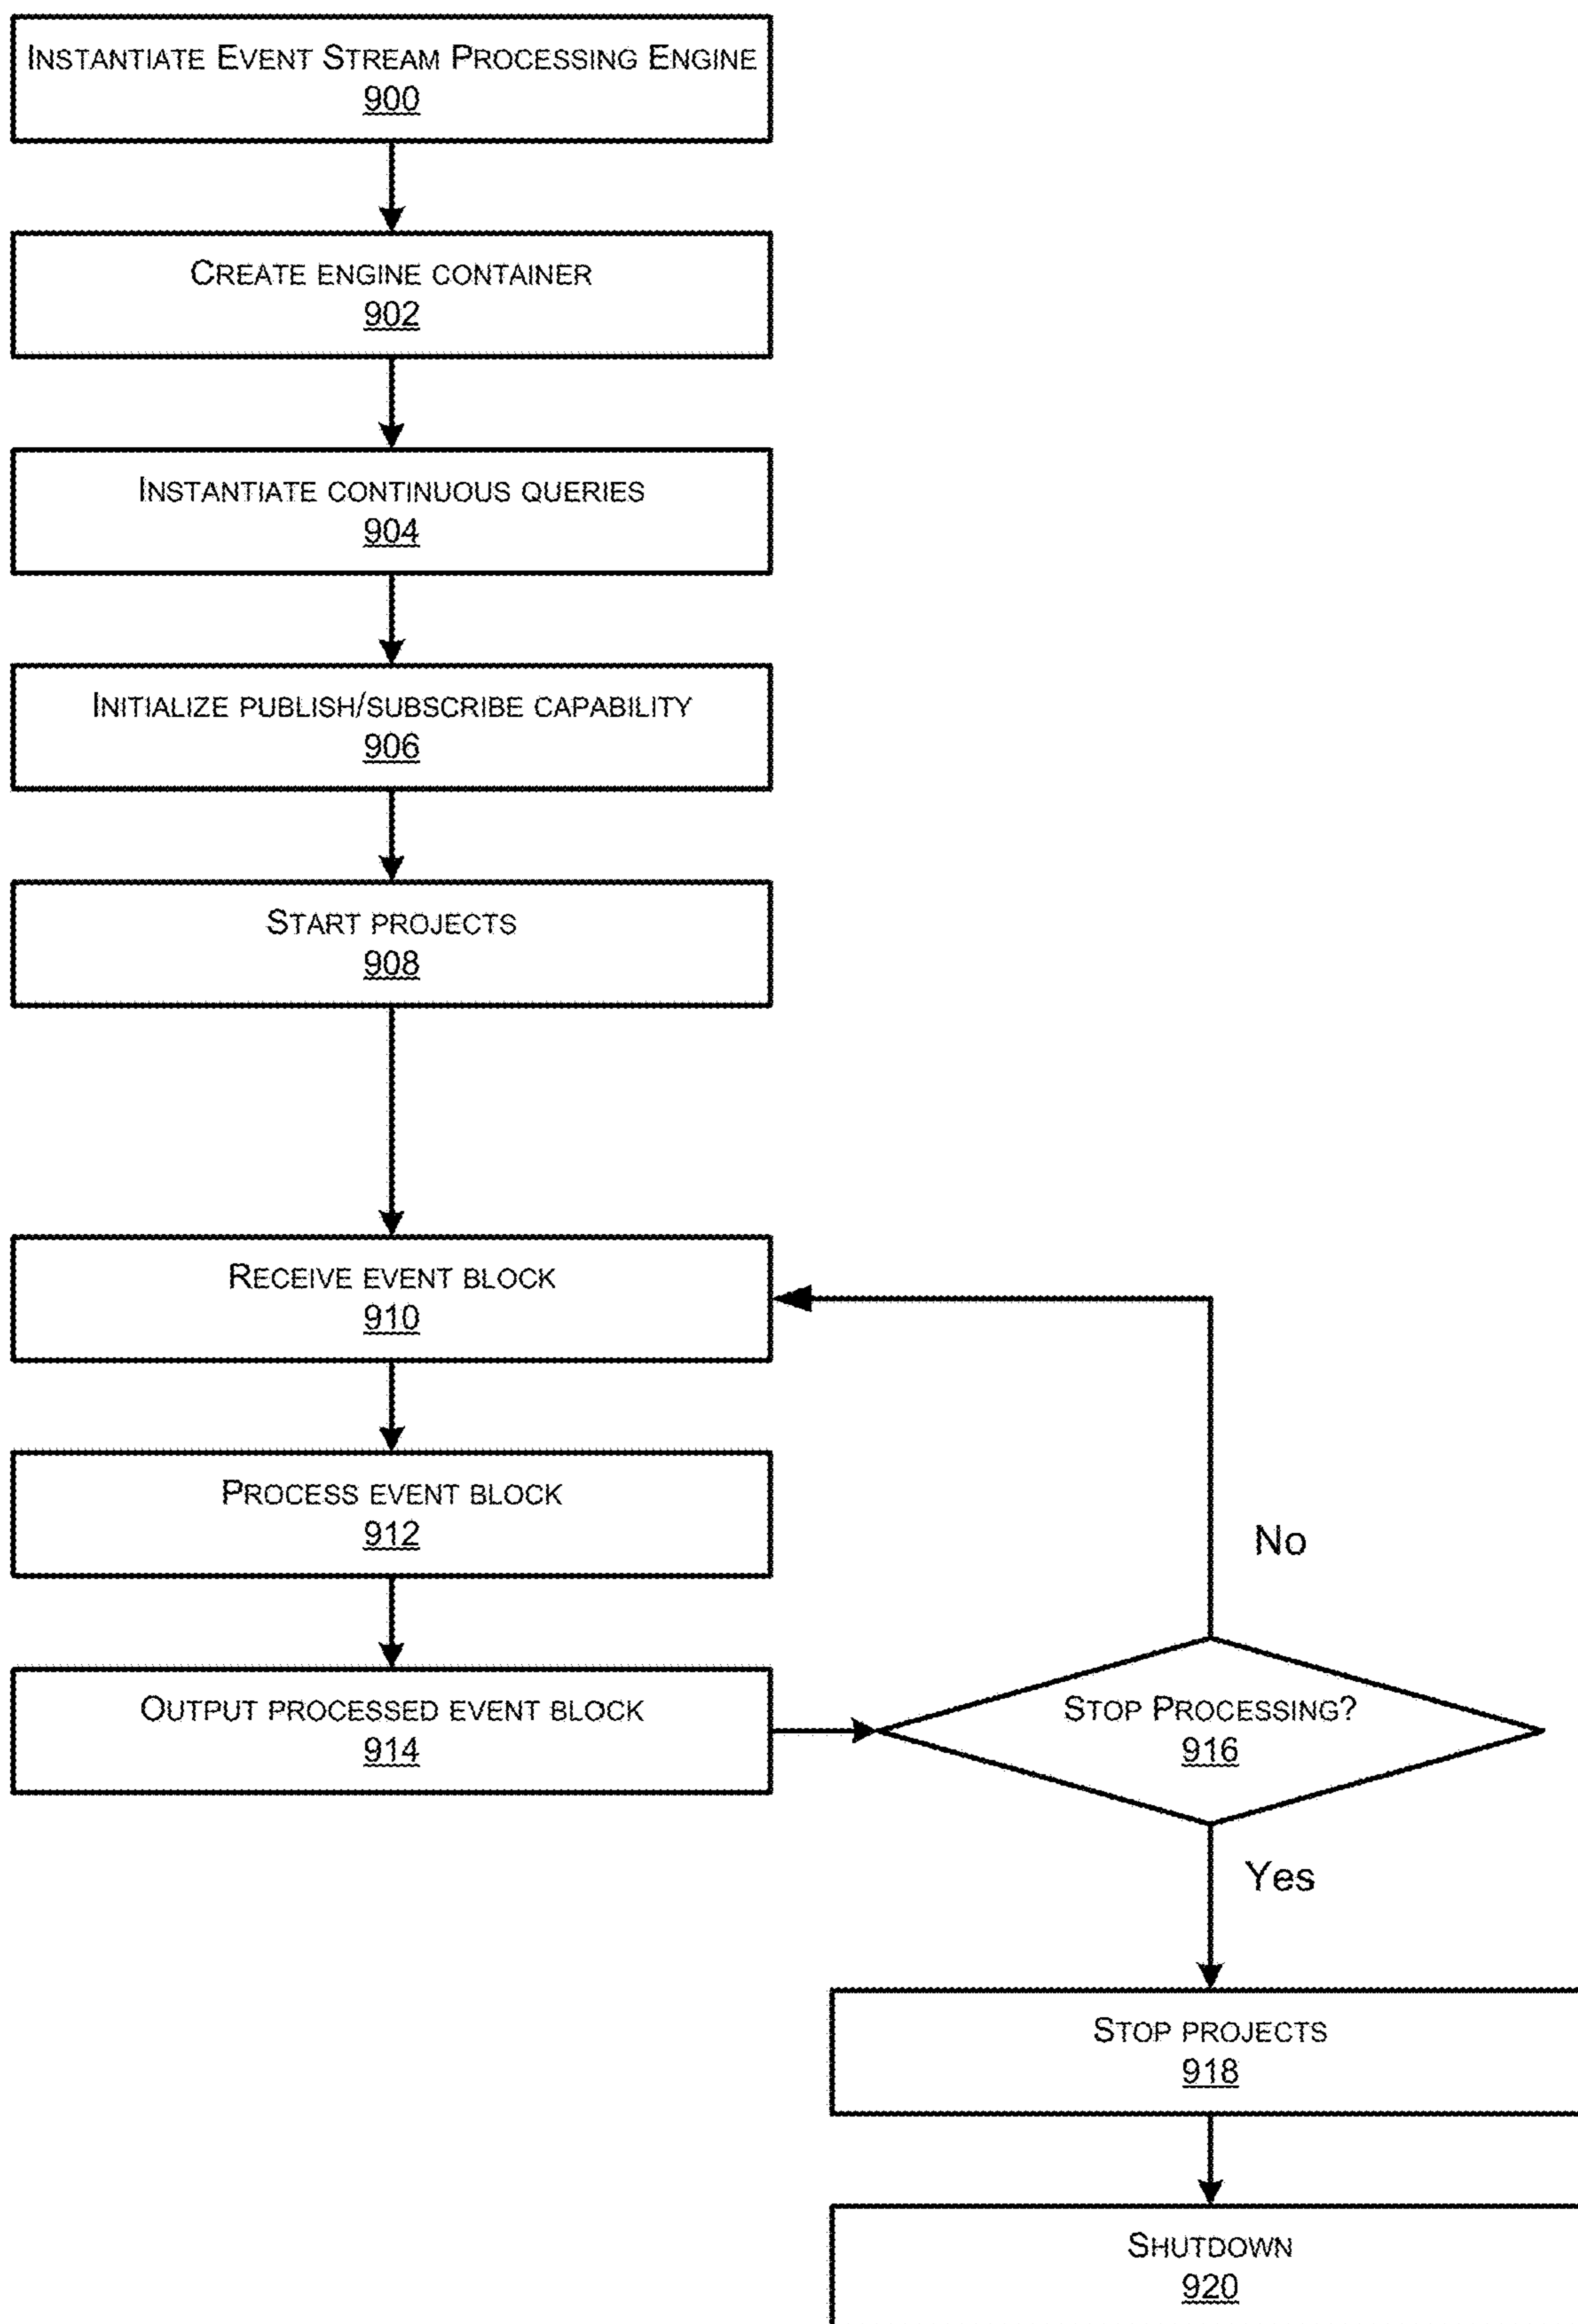 INSTANTIATE EVENT STREAM PROCESSING ENGINE
900
CREATE ENGINE CONTAINER
902
INSTANTIATE CONTINUOUS QUERIES
904
INITIALIZE PUBLISH/SUBSCRIBE CAPABILITY
906
START PROJECTS
908
RECEIVE EVENT BLOCK
910
PROCESS EVENT BLOCK
912
No
OUTPUT PROCESSED EVENT BLOCK
914
STOP PROCESSING?
916
Yes
STOP PROJECTS
918
SHUTDOWN
920